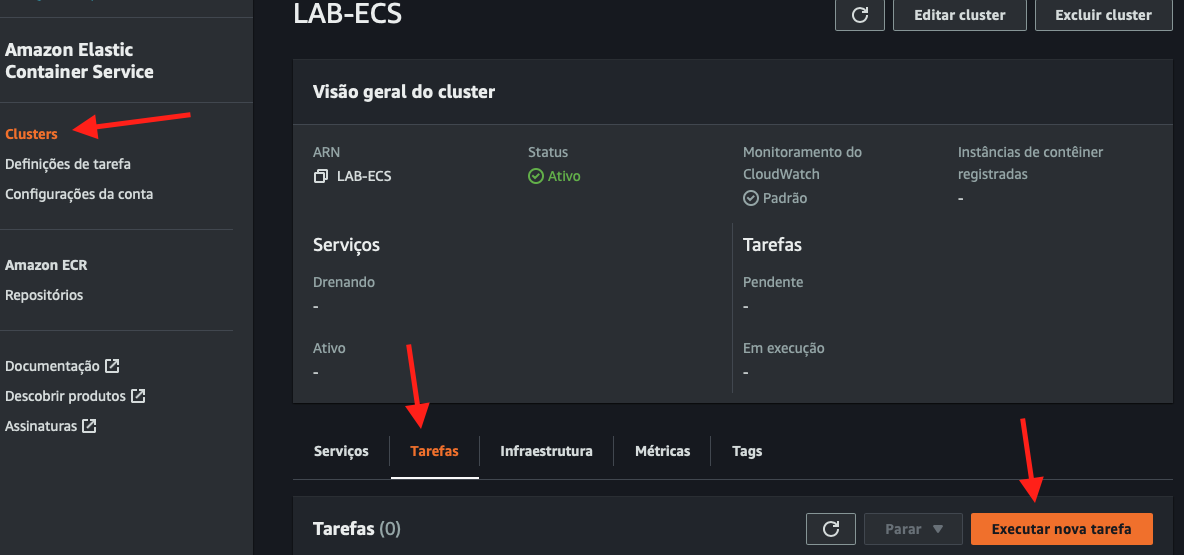 LAB-ECS
Editar cluster
Excluir cluster
Amazon Elastic
Container Service
Clusters
Definições de tarefa
Configurações da conta
Amazon ECR
Repositórios
Documentação
Descobrir produtos
Assinaturas
Visão geral do cluster
ARN
LAB-ECS
Status
Ativo
Monitoramento do
CloudWatch
Padrão
Instâncias de contêiner
registradas
-
Serviços
Drenando
-
Ativo
-
Tarefas
Pendente
-
Em execução
-
Serviços
Tarefas
Infraestrutura
Métricas
Tags
Tarefas (0)
Parar
Executar nova tarefa